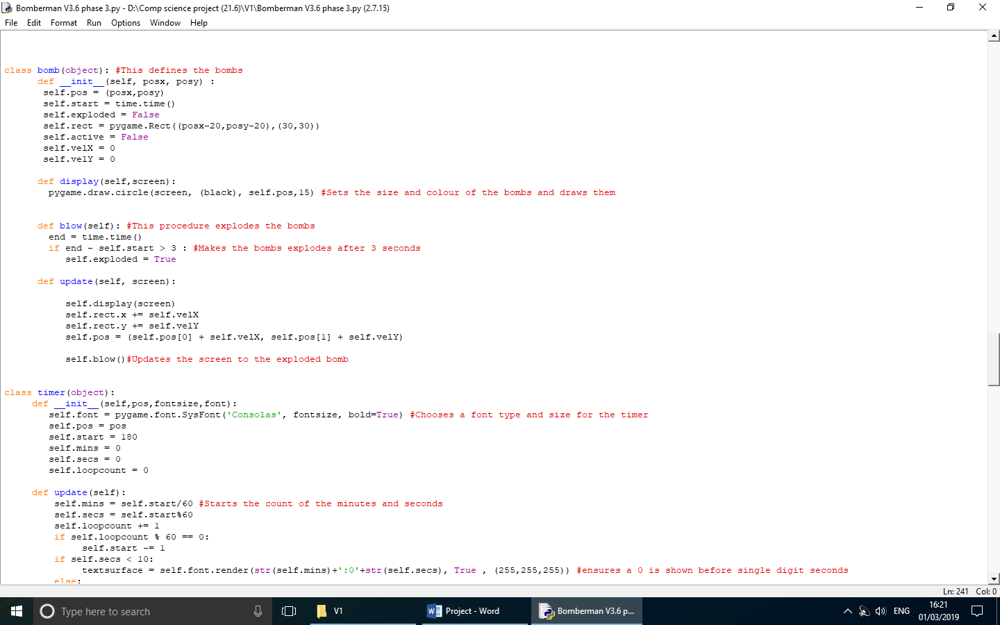 Bomberman V3.6 phase 3.py - D:\Comp science project (21.6)\V1\Bomberman V3.6 phase 3.py (2.7.15)
File Edit Format Run Options Window Help
class bomb(object): #This defines the bombs
def __init__(self, posx, posy) :
self.pos = (posx,posy)
self.start = time.time()
self.exploded = False
self.rect = pygame.Rect((posx-20,posy-20),(30,30))
self.active = False
self.velX = 0
self.velY = 0
def display(self,screen):
pygame.draw.circle(screen, (black), self.pos,15) #Sets the size and colour of the bombs and draws them
def blow(self): #This procedure explodes the bombs
end = time.time()
if end - self.start > 3 : #Makes the bombs explodes after 3 seconds
self.exploded = True
def update(self, screen):
self.display(screen)
self.rect.x += self.velX
self.rect.y += self.velY
self.pos = (self.pos[0] + self.velX, self.pos[1] + self.velY)
self.blow()#Updates the screen to the exploded bomb
class timer(object):
def __init__(self,pos,fontsize,font):
self.font = pygame.font.SysFont('Consolas', fontsize, bold=True) #Chooses a font type and size for the timer
self.pos = pos
self.start = 180
self.mins = 0
self.secs = 0
self.loopcount = 0
def update(self):
self.mins = self.start/60 #Starts the count of the minutes and seconds
self.secs = self.start%60
self.loopcount += 1
if self.loopcount % 60 == 0:
self.start -= 1
if self.secs < 10:
textsurface = self.font.render(str(self.mins)+':0'+str(self.secs), True , (255,255,255)) #ensures a 0 is shown before single digit seconds
else:
Ln: 241 Col: 0
Type here to search
V1
Project - Word
Bomberman V3.6 p...
ENG
16:21
01/03/2019